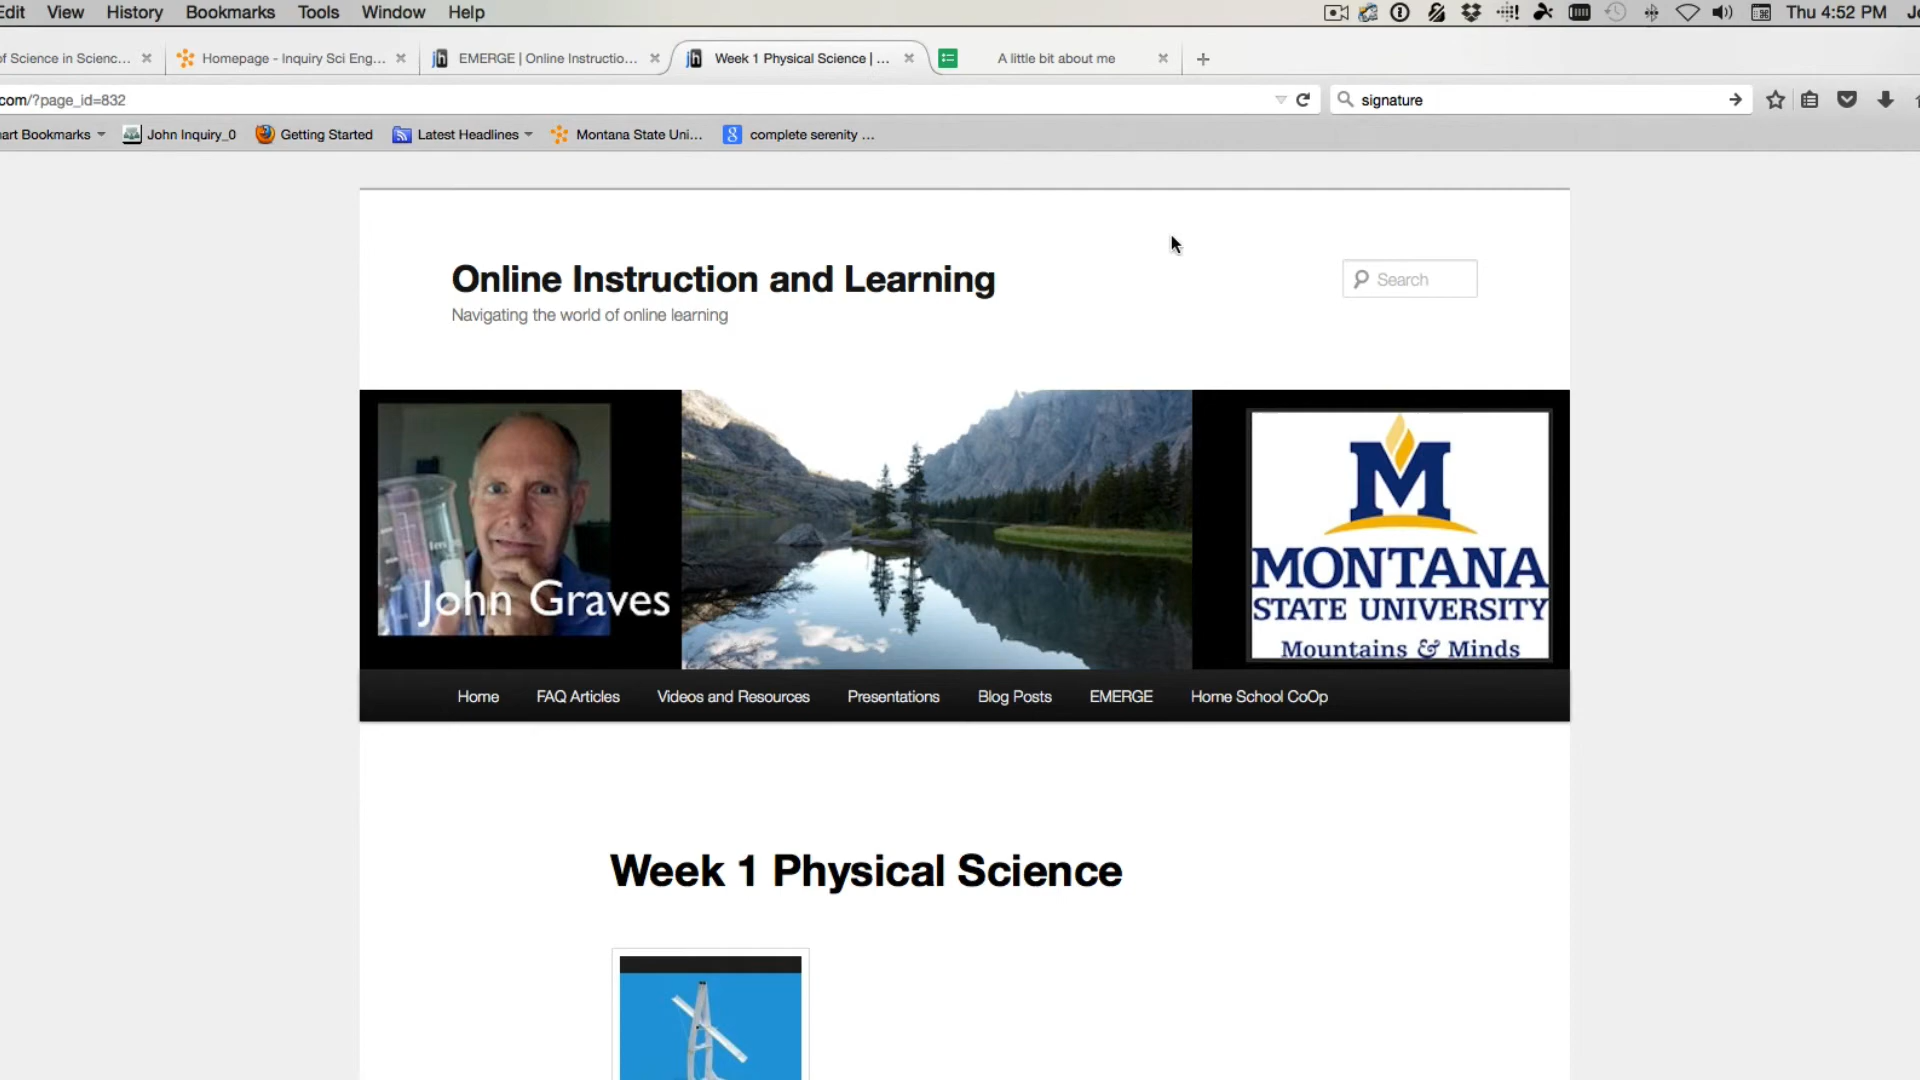 Edit View History Bookmarks Tools Window Help Thu 4:52 PM
of Science in Scienc... Homepage - Inquiry Sci Eng... EMERGE | Online Instructio... Week 1 Physical Science | ... A little bit about me
com/?page_id=832 signature
art Bookmarks John Inquiry_0 Getting Started Latest Headlines Montana State Uni... complete serenity ...
Online Instruction and Learning
Search
Navigating the world of online learning
John Graves
M
MONTANA
STATE UNIVERSITY
Mountains & Minds
Home FAQ Articles Videos and Resources Presentations Blog Posts EMERGE Home School CoOp
Week 1 Physical Science